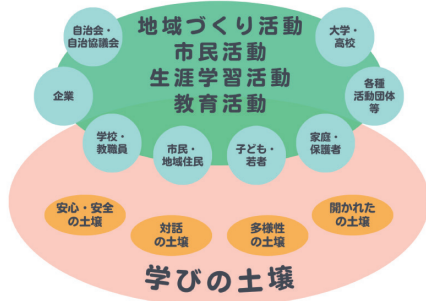 地域づくり活動
市民活動
生涯学習活動
教育活動
自治会・
自治協議会
大学・
高校
企業
各種
活動団体
等
学校・
教職員
市民・
地域住民
子ども・
若者
家庭・
保護者
安心・安全
の土壌
対話
の土壌
多様性
の土壌
開かれた
の土壌
学びの土壌